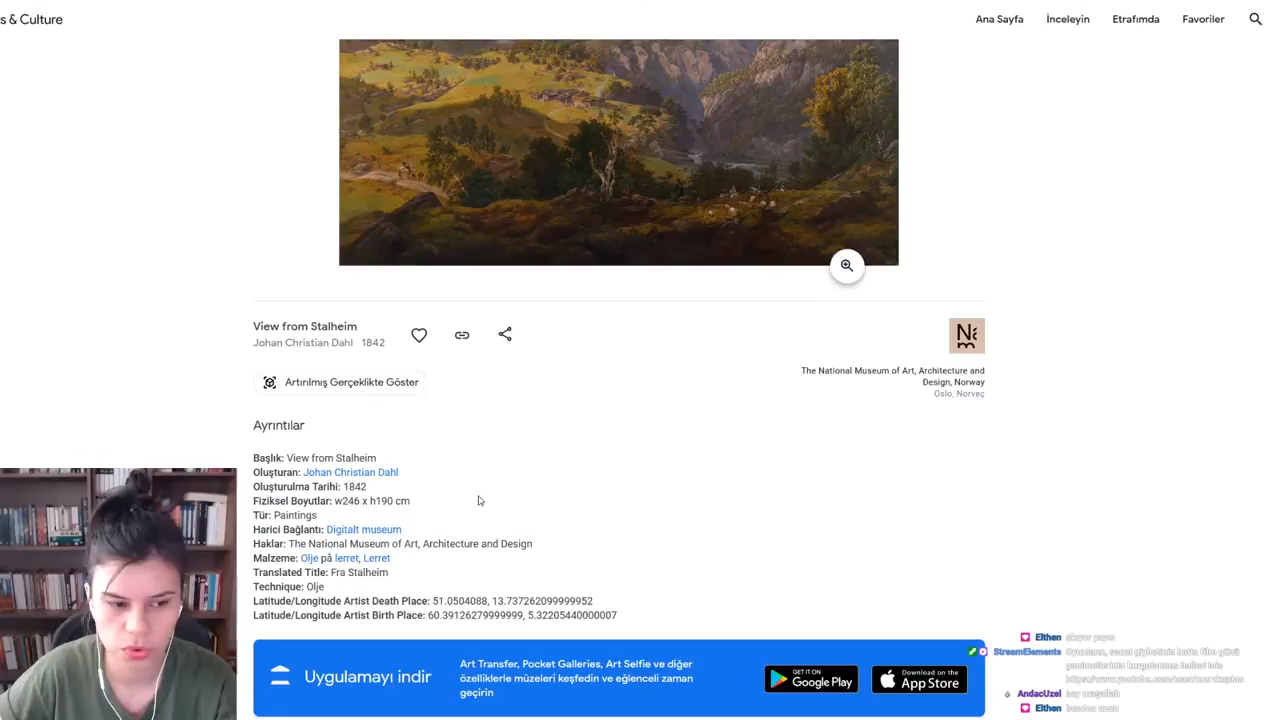 s & Culture
Ana Sayfa
İnceleyin
Etrafımda
Favoriler
View from Stalheim
Johan Christian Dahl 1842
Artırılmış Gerçeklikte Göster
The National Museum of Art, Architecture and
Design, Norway
Oslo, Norveç
Ayrıntılar
Başlık: View from Stalheim
Oluşturan: Johan Christian Dahl
Oluşturulma Tarihi: 1842
Fiziksel Boyutlar: w246 x h190 cm
Tür: Paintings
Harici Bağlantı: Digitalt museum
Haklar: The National Museum of Art, Architecture and Design
Malzeme: Olje på lerret, Lerret
Translated Title: Fra Stalheim
Technique: Olje
Latitude/Longitude Artist Death Place: 51.0504088, 13.737262099999952
Latitude/Longitude Artist Birth Place: 60.39126279999999, 5.32205440000007
Uygulamayı indir
Art Transfer, Pocket Galleries, Art Selfie ve diğer
özelliklerle müzeleri keşfedin ve eğlenceli zaman
geçirin
GET IT ON
Google Play
Download on the
App Store
Elthen
StreamElements
AndacUzel
Elthen